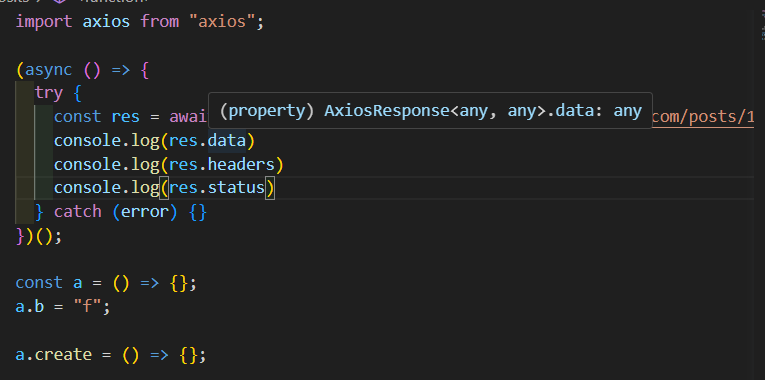 import axios from "axios";
(async () => {
try {
const res = awai
(property) AxiosResponse<any, any>.data: any
com/posts/1
console.log(res.data)
console.log(res.headers)
console.log(res.status)
} catch (error) {}
})();
const a = () => {};
a.b = "f";
a.create = () => {};